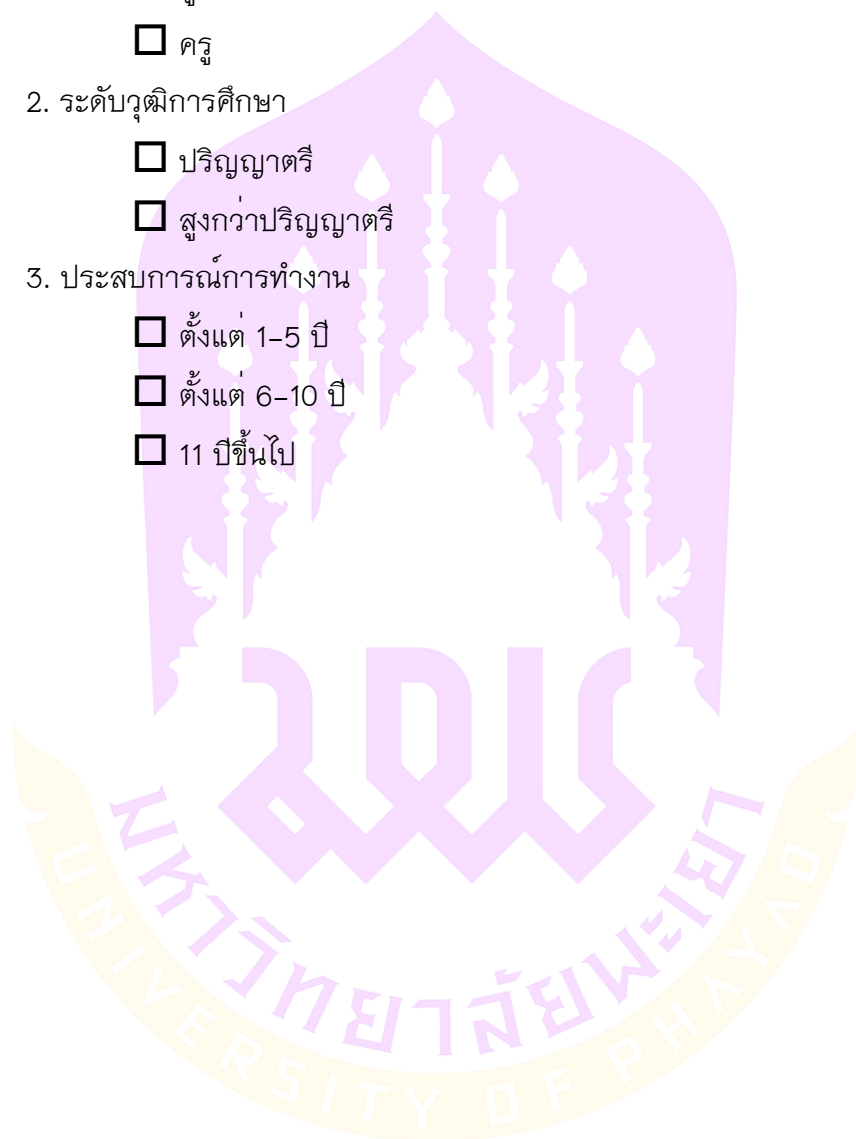 ☐ ครู
2. ระดับวุฒิการศึกษา
☐ ปริญญาตรี
☐ สูงกว่าปริญญาตรี
3. ประสบการณ์การทำงาน
☐ ตั้งแต่ 1–5 ปี
☐ ตั้งแต่ 6–10 ปี
☐ 11 ปีขึ้นไป
มหาวิทยาลัยพะเยา
UNIVERSITY OF PHAYAO